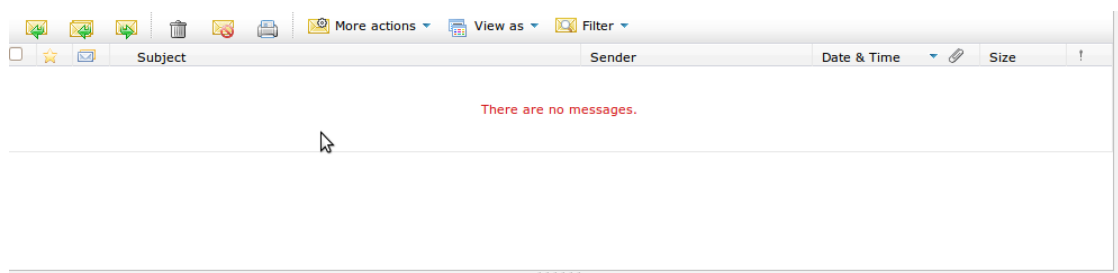 More actions View as Filter
Subject Sender Date & Time Size !
There are no messages.